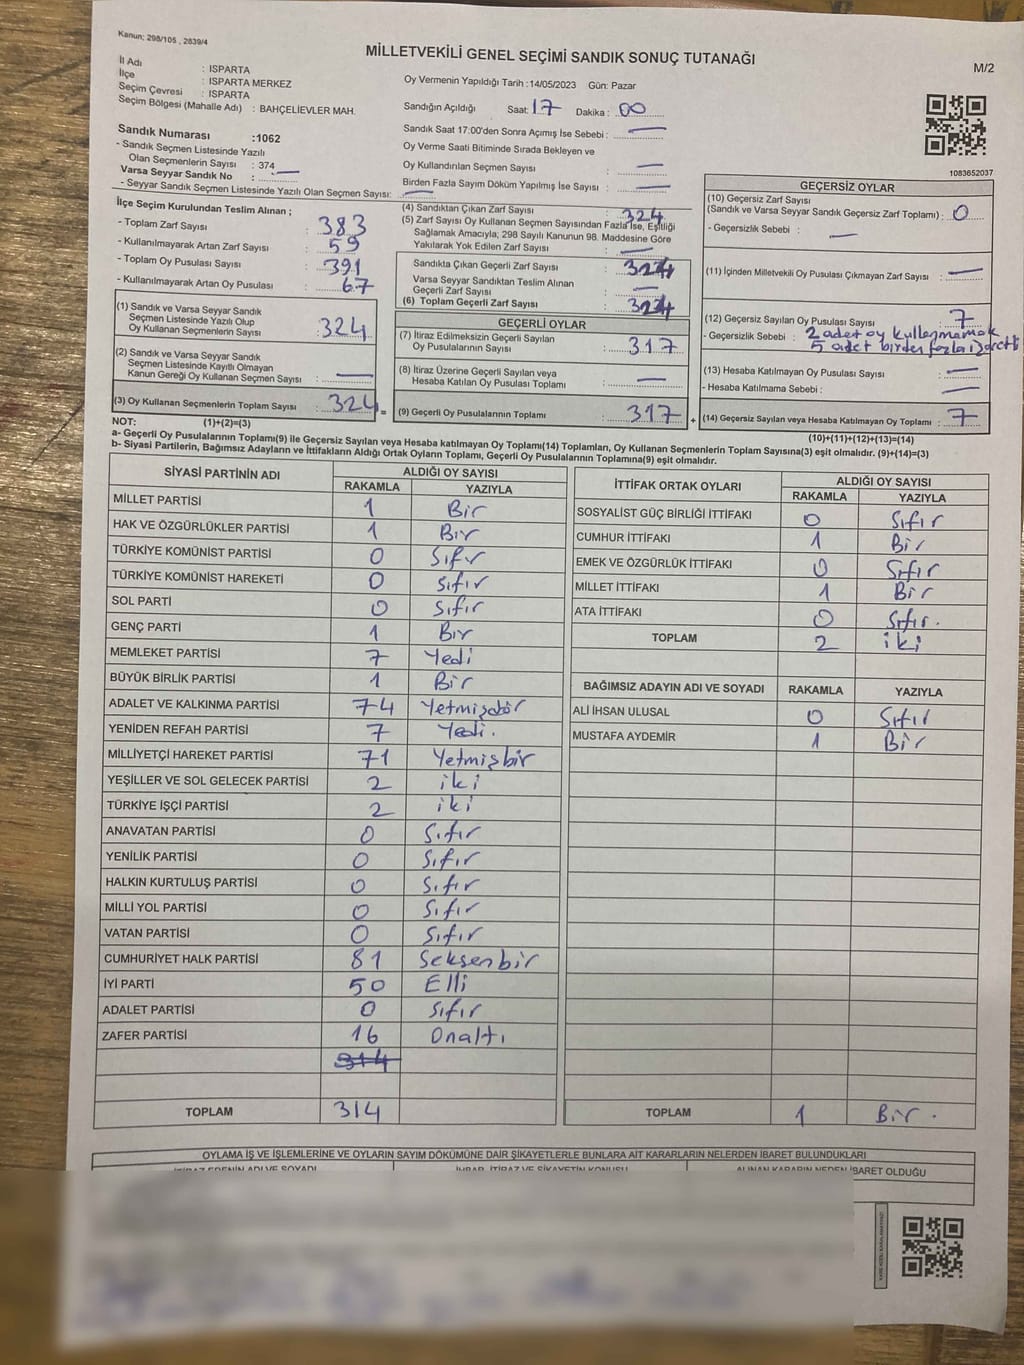 Kanun; 298/105 , 2839/4
MİLLETVEKİLİ GENEL SEÇİMİ SANDIK SONUÇ TUTANAĞI
M/2
İl Adı : ISPARTA
İlçe : ISPARTA MERKEZ
Seçim Çevresi : ISPARTA
Seçim Bölgesi (Mahalle Adı) : BAHÇELİEVLER MAH.
Oy Vermenin Yapıldığı Tarih :14/05/2023 Gün: Pazar
Sandığın Açıldığı Saat: 17 Dakika : 00
Sandık Saat 17:00'den Sonra Açımış İse Sebebi : —
Oy Verme Saati Bitiminde Sırada Bekleyen ve
Oy Kullandırılan Seçmen Sayısı : —
Birden Fazla Sayım Döküm Yapılmış İse Sayısı : —
Sandık Numarası :1062
- Sandık Seçmen Listesinde Yazılı
Olan Seçmenlerin Sayısı : 374
Varsa Seyyar Sandık No : —
- Seyyar Sandık Seçmen Listesinde Yazılı Olan Seçmen Sayısı: —
1083652037
İlçe Seçim Kurulundan Teslim Alınan ;
- Toplam Zarf Sayısı : 383
- Kullanılmayarak Artan Zarf Sayısı : 59
- Toplam Oy Pusulası Sayısı : 391
- Kullanılmayarak Artan Oy Pusulası : 67
(1) Sandık ve Varsa Seyyar Sandık
Seçmen Listesinde Yazılı Olup
Oy Kullanan Seçmenlerin Sayısı : 324
(2) Sandık ve Varsa Seyyar Sandık
Seçmen Listesinde Kayıtlı Olmayan
Kanun Gereği Oy Kullanan Seçmen Sayısı : —
(3) Oy Kullanan Seçmenlerin Toplam Sayısı : 324 =
(4) Sandıktan Çıkan Zarf Sayısı : 324
(5) Zarf Sayısı Oy Kullanan Seçmen Sayısından Fazla İse, Eşitliği
Sağlamak Amacıyla; 298 Sayılı Kanunun 98. Maddesine Göre
Yakılarak Yok Edilen Zarf Sayısı : —
Sandıkta Çıkan Geçerli Zarf Sayısı : 324
Varsa Seyyar Sandıktan Teslim Alınan
Geçerli Zarf Sayısı : —
(6) Toplam Geçerli Zarf Sayısı : 324
GEÇERLİ OYLAR
(7) İtiraz Edilmeksizin Geçerli Sayılan
Oy Pusulalarının Sayısı : 317
(8) İtiraz Üzerine Geçerli Sayılan veya
Hesaba Katılan Oy Pusulası Toplamı : —
(9) Geçerli Oy Pusulalarının Toplamı : 317 +
GEÇERSİZ OYLAR
(10) Geçersiz Zarf Sayısı
(Sandık ve Varsa Seyyar Sandık Geçersiz Zarf Toplamı) : 0
- Geçersizlik Sebebi : —
(11) İçinden Milletvekili Oy Pusulası Çıkmayan Zarf Sayısı : —
(12) Geçersiz Sayılan Oy Pusulası Sayısı : 7
- Geçersizlik Sebebi : 2 adet oy kullanmamak
5 adet birden fazla işaretli
(13) Hesaba Katılmayan Oy Pusulası Sayısı : —
- Hesaba Katılmama Sebebi : —
(14) Geçersiz Sayılan veya Hesaba Katılmayan Oy Toplamı : 7
NOT: (1)+(2)=(3)
(10)+(11)+(12)+(13)=(14)
a- Geçerli Oy Pusulalarının Toplamı(9) ile Geçersiz Sayılan veya Hesaba katılmayan Oy Toplamı(14) Toplamları, Oy Kullanan Seçmenlerin Toplam Sayısına(3) eşit olmalıdır. (9)+(14)=(3)
b- Siyasi Partilerin, Bağımsız Adayların ve İttifakların Aldığı Ortak Oyların Toplamı, Geçerli Oy Pusulalarının Toplamına(9) eşit olmalıdır.
SİYASİ PARTİNİN ADI ALDIĞI OY SAYISI
RAKAMLA YAZIYLA
MİLLET PARTİSİ 1 Bir
HAK VE ÖZGÜRLÜKLER PARTİSİ 1 Bir
TÜRKİYE KOMÜNİST PARTİSİ 0 Sıfır
TÜRKİYE KOMÜNİST HAREKETİ 0 Sıfır
SOL PARTİ 0 Sıfır
GENÇ PARTİ 1 Bir
MEMLEKET PARTİSİ 7 Yedi
BÜYÜK BİRLİK PARTİSİ 1 Bir
ADALET VE KALKINMA PARTİSİ 74 Yetmişdör
YENİDEN REFAH PARTİSİ 7 Yedi.
MİLLİYETÇİ HAREKET PARTİSİ 71 Yetmişbir
YEŞİLLER VE SOL GELECEK PARTİSİ 2 iki
TÜRKİYE İŞÇİ PARTİSİ 2 iki
ANAVATAN PARTİSİ 0 Sıfır
YENİLİK PARTİSİ 0 Sıfır
HALKIN KURTULUŞ PARTİSİ 0 Sıfır
MİLLİ YOL PARTİSİ 0 Sıfır
VATAN PARTİSİ 0 Sıfır
CUMHURİYET HALK PARTİSİ 81 Seksenbir
İYİ PARTİ 50 Elli
ADALET PARTİSİ 0 Sıfır
ZAFER PARTİSİ 16 Onaltı
314
TOPLAM 314
İTTİFAK ORTAK OYLARI ALDIĞI OY SAYISI
RAKAMLA YAZIYLA
SOSYALİST GÜÇ BİRLİĞİ İTTİFAKI 0 Sıfır
CUMHUR İTTİFAKI 1 Bir
EMEK VE ÖZGÜRLÜK İTTİFAKI 0 Sıfır
MİLLET İTTİFAKI 1 Bir
ATA İTTİFAKI 0 Sıfır.
TOPLAM 2 iki
BAĞIMSIZ ADAYIN ADI VE SOYADI RAKAMLA YAZIYLA
ALİ İHSAN ULUSAL 0 Sıfır
MUSTAFA AYDEMİR 1 Bir
TOPLAM 1 Bir.
OYLAMA İŞ VE İŞLEMLERİNE VE OYLARIN SAYIM DÖKÜMÜNE DAİR ŞİKAYETLERLE BUNLARA AİT KARARLARIN NELERDEN İBARET BULUNDUKLARI
İTİRAZ EDENİN ADI VE SOYADI İHBAR, İTİRAZ VE ŞİKAYETİN KONUSU ALINAN KARARIN NEDEN İBARET OLDUĞU